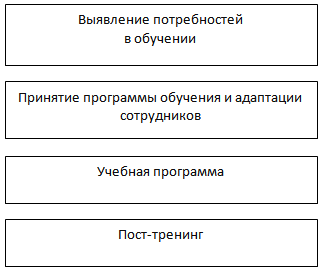 Выявление потребностей
в обучении
Принятие программы обучения и адаптации
сотрудников
Учебная программа
Пост-тренинг